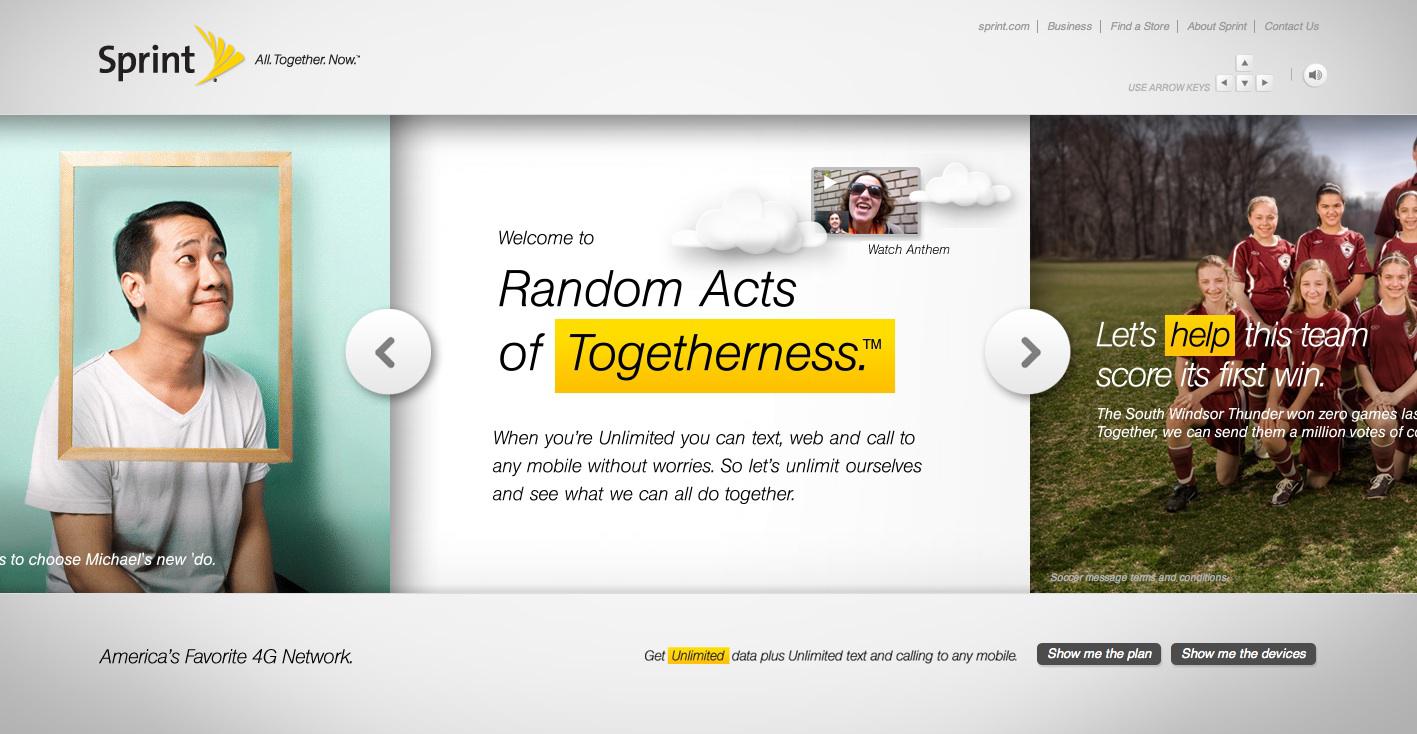 sprint.com
Business
Find a Store
About Sprint
Contact Us
Sprint
All. Together. Now.™
USE ARROW KEYS
Welcome to
Random Acts
of Togetherness.™
Watch Anthem
When you're Unlimited you can text, web and call to
any mobile without worries. So let's unlimit ourselves
and see what we can all do together.
to choose Michael's new 'do.
Let's help this team
score its first win.
The South Windsor Thunder won zero games
Together, we can send them a million votes of
Soccer message terms and conditions.
America's Favorite 4G Network.
Get Unlimited data plus Unlimited text and calling to any mobile.
Show me the plan
Show me the devices